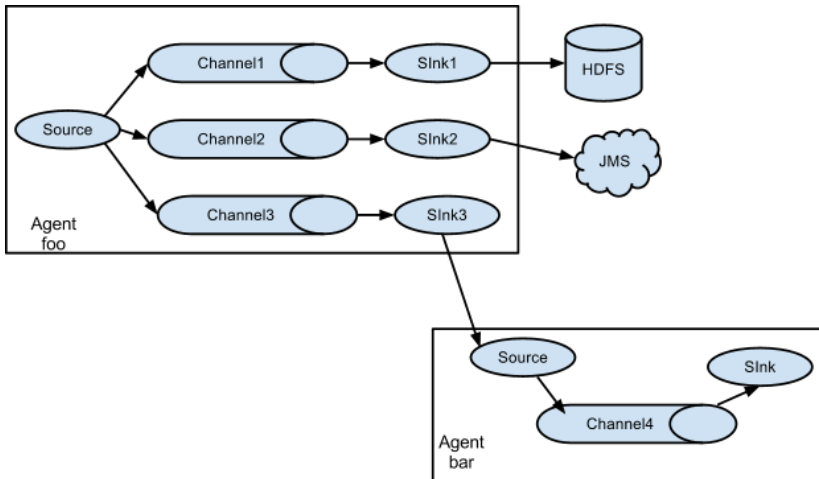 Channel1
SInk1
HDFS
Source
Channel2
SInk2
JMS
Channel3
SInk3
Agent
foo
Source
SInk
Channel4
Agent
bar